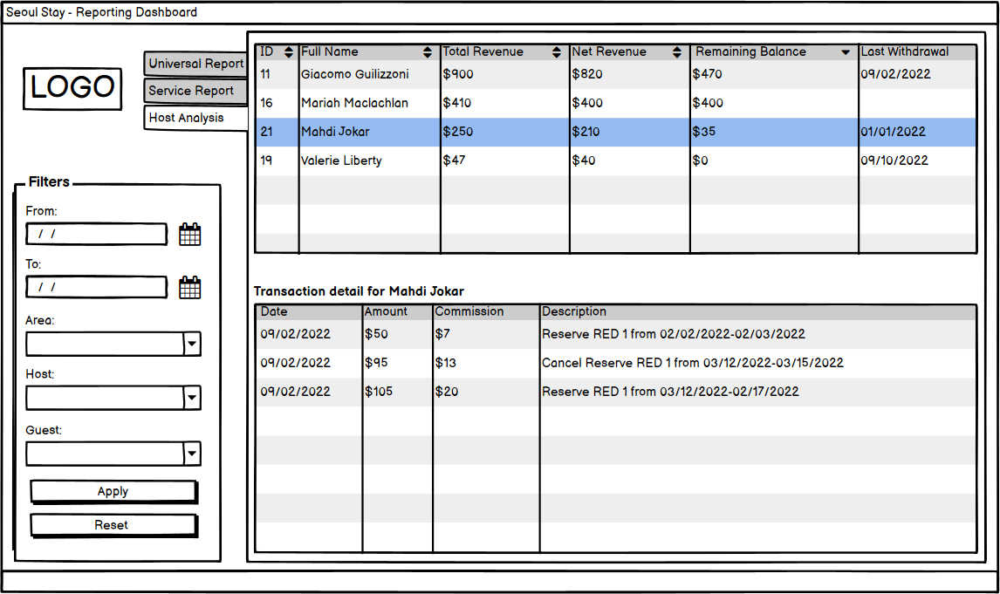 Seoul Stay - Reporting Dashboard
LOGO
Universal Report
Service Report
Host Analysis
Filters
From:
/ /
To:
/ /
Area:
Host:
Guest:
Apply
Reset
ID Full Name Total Revenue Net Revenue Remaining Balance Last Withdrawal
11 Giacomo Guilizzoni $900 $820 $470 09/02/2022
16 Mariah Maclachlan $410 $400 $400
21 Mahdi Jokar $250 $210 $35 01/01/2022
19 Valerie Liberty $47 $40 $0 09/10/2022
Transaction detail for Mahdi Jokar
Date Amount Commission Description
09/02/2022 $50 $7 Reserve RED 1 from 02/02/2022-02/03/2022
09/02/2022 $95 $13 Cancel Reserve RED 1 from 03/12/2022-03/15/2022
09/02/2022 $105 $20 Reserve RED 1 from 03/12/2022-02/17/2022